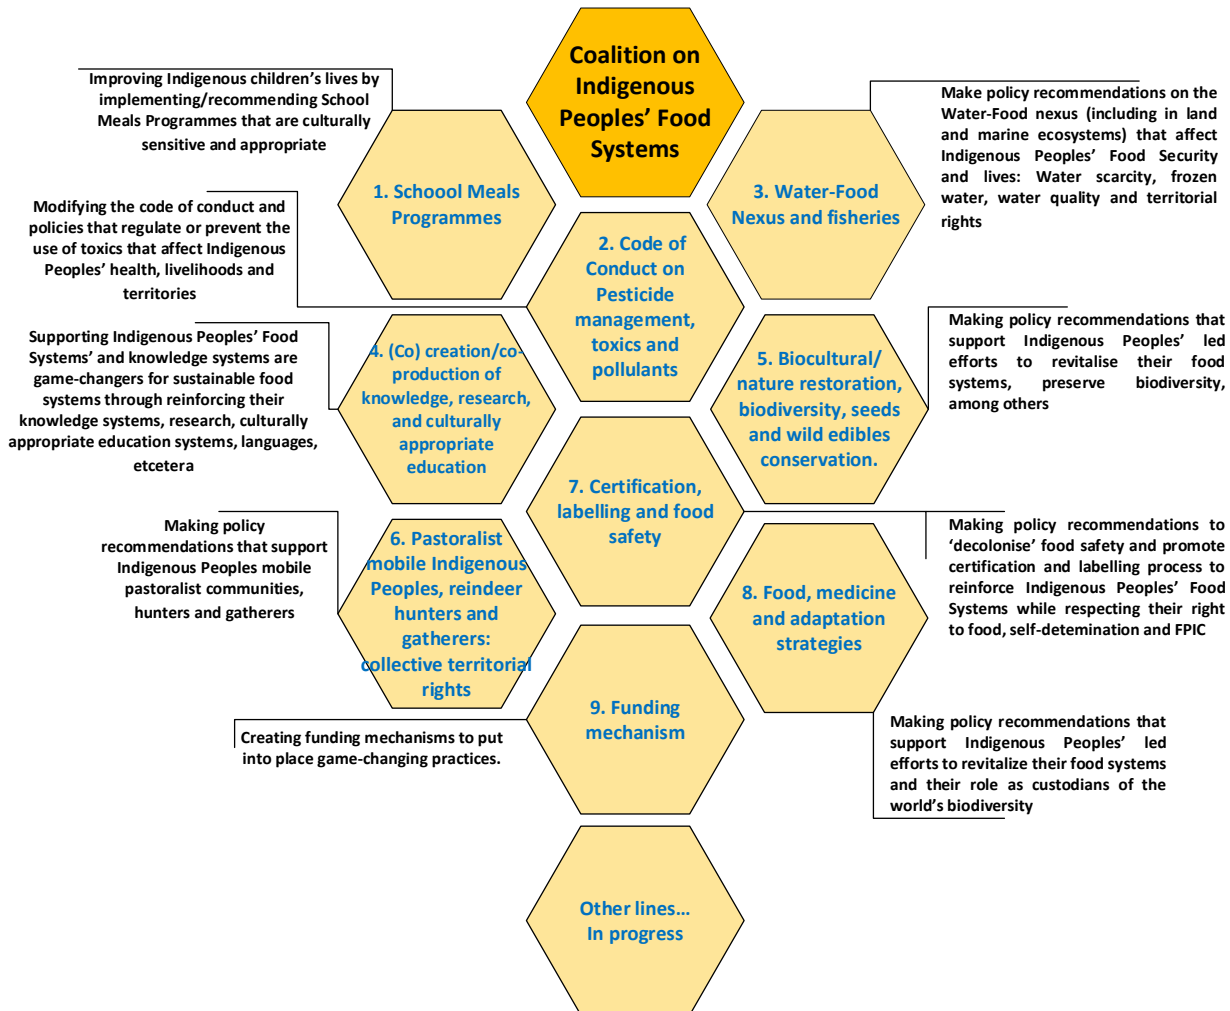 Coalition on
Indigenous
Peoples’ Food
Systems
Improving Indigenous children’s lives by
implementing/recommending School
Meals Programmes that are culturally
sensitive and appropriate
1. Schoool Meals
Programmes
Make policy recommendations on the
Water-Food nexus (including in land
and marine ecosystems) that affect
Indigenous Peoples’ Food Security
and lives: Water scarcity, frozen
water, water quality and territorial
rights
3. Water-Food
Nexus and fisheries
Modifying the code of conduct and
policies that regulate or prevent the
use of toxics that affect Indigenous
Peoples’ health, livelihoods and
territories
2. Code of
Conduct on
Pesticide
management,
toxics and
pollulants
Supporting Indigenous Peoples’ Food
Systems’ and knowledge systems are
game-changers for sustainable food
systems through reinforcing their
knowledge systems, research, culturally
appropriate education systems, languages,
etcetera
4. (Co) creation/co-
production of
knowledge, research,
and culturally
appropriate
education
Making policy recommendations that
support Indigenous Peoples’ led
efforts to revitalise their food
systems, preserve biodiversity,
among others
5. Biocultural/
nature restoration,
biodiversity, seeds
and wild edibles
conservation.
Making policy
recommendations that support
Indigenous Peoples mobile
pastoralist communities,
hunters and gatherers
6. Pastoralist
mobile Indigenous
Peoples, reindeer
hunters and
gatherers:
collective territorial
rights
7. Certification,
labelling and food
safety
Making policy recommendations to
‘decolonise’ food safety and promote
certification and labelling process to
reinforce Indigenous Peoples’ Food
Systems while respecting their right
to food, self-detemination and FPIC
8. Food, medicine
and adaptation
strategies
Making policy recommendations that
support Indigenous Peoples’ led
efforts to revitalize their food systems
and their role as custodians of the
world’s biodiversity
9. Funding
mechanism
Creating funding mechanisms to put
into place game-changing practices.
Other lines…
In progress